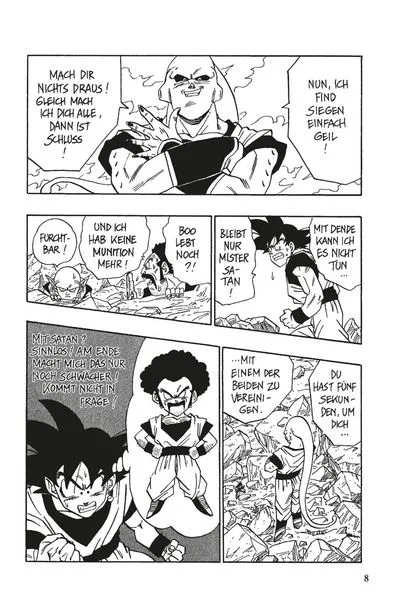 NUN, ICH
FIND
SIEGEN
EINFACH
GEIL!
MACH DIR
NICHTS DRAUS!
GLEICH MACH
ICH DICH ALLE,
DANN IST
SCHLUSS
!
MIT DENDE
KANN ICH
ES NICHT
TUN ...
BLEIBT
NUR MISTER
SA-
TAN!
BOO
LEBT
NOCH?!
UND ICH
HAB KEINE
MUNITION
MEHR!
FURCHT-
BAR!
DU
HAST FÜNF
SEKUN-
DEN, UM
DICH ...
... MIT
EINEM DER
BEIDEN ZU
VEREINI-
GEN.
MIT SATAN?
SINNLOS! AM ENDE
MACHT MICH DAS NUR
NOCH SCHWÄCHER!
KOMMT NICHT IN
FRAGE!
8